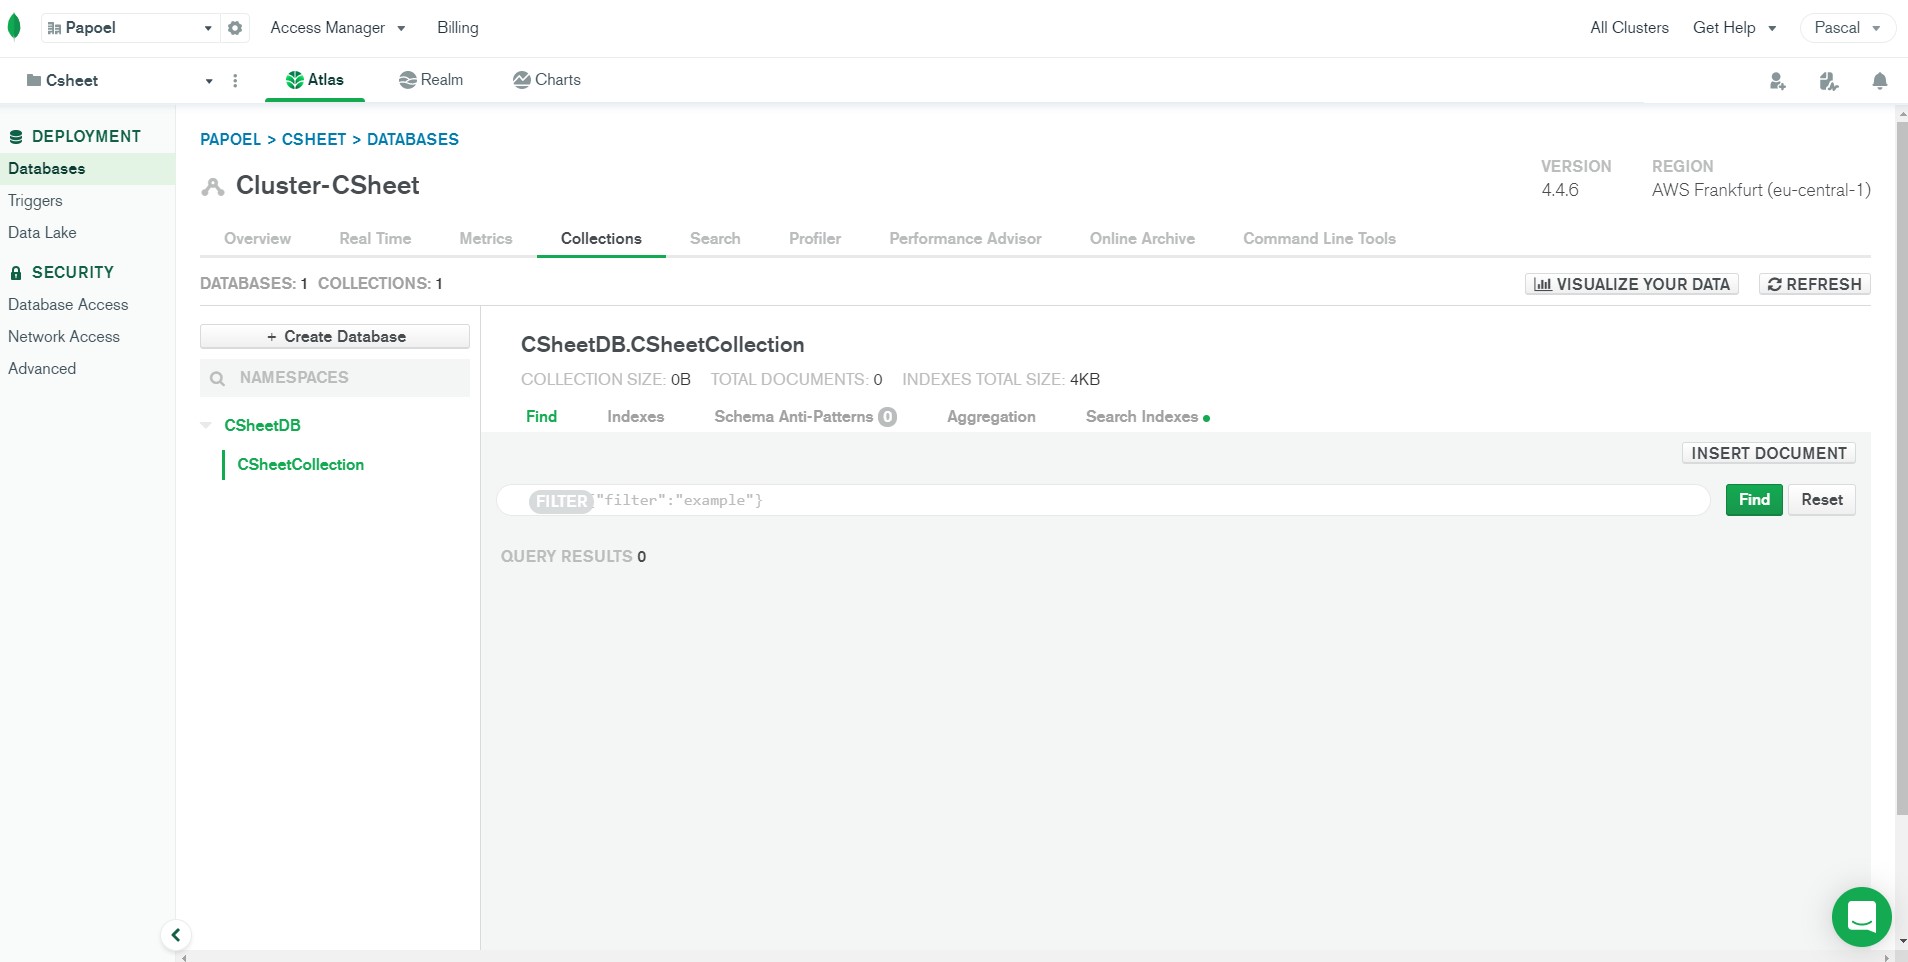 Papoel
Access Manager
Billing
All Clusters
Get Help
Pascal
Csheet
Atlas
Realm
Charts
DEPLOYMENT
Databases
Triggers
Data Lake
SECURITY
Database Access
Network Access
Advanced
PAPOEL > CSHEET > DATABASES
Cluster-CSheet
VERSION
4.4.6
REGION
AWS Frankfurt (eu-central-1)
Overview
Real Time
Metrics
Collections
Search
Profiler
Performance Advisor
Online Archive
Command Line Tools
DATABASES: 1 COLLECTIONS: 1
VISUALIZE YOUR DATA
REFRESH
+ Create Database
NAMESPACES
CSheetDB
CSheetCollection
CSheetDB.CSheetCollection
COLLECTION SIZE: 0B TOTAL DOCUMENTS: 0 INDEXES TOTAL SIZE: 4KB
Find
Indexes
Schema Anti-Patterns 0
Aggregation
Search Indexes
INSERT DOCUMENT
FILTER {"filter":"example"}
Find
Reset
QUERY RESULTS 0